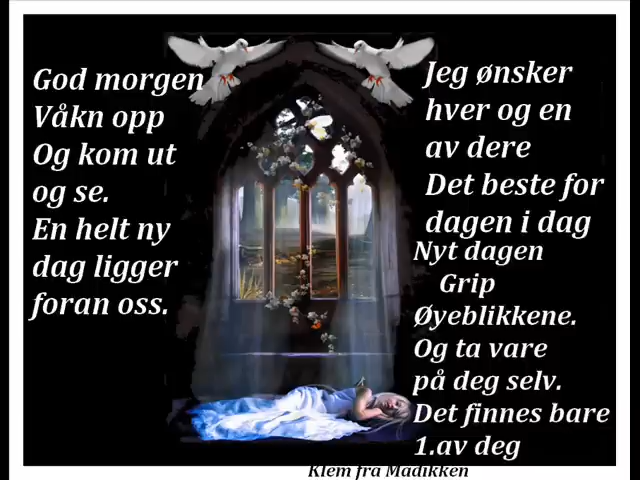 God morgen
Våkn opp
Og kom ut
og se.
En helt ny
dag ligger
foran oss.
Jeg ønsker
hver og en
av dere
Det beste for
dagen i dag
Nyt dagen
Grip
Øyeblikkene.
Og ta vare
på deg selv.
Det finnes bare
1.av deg
Klem fra Madikken